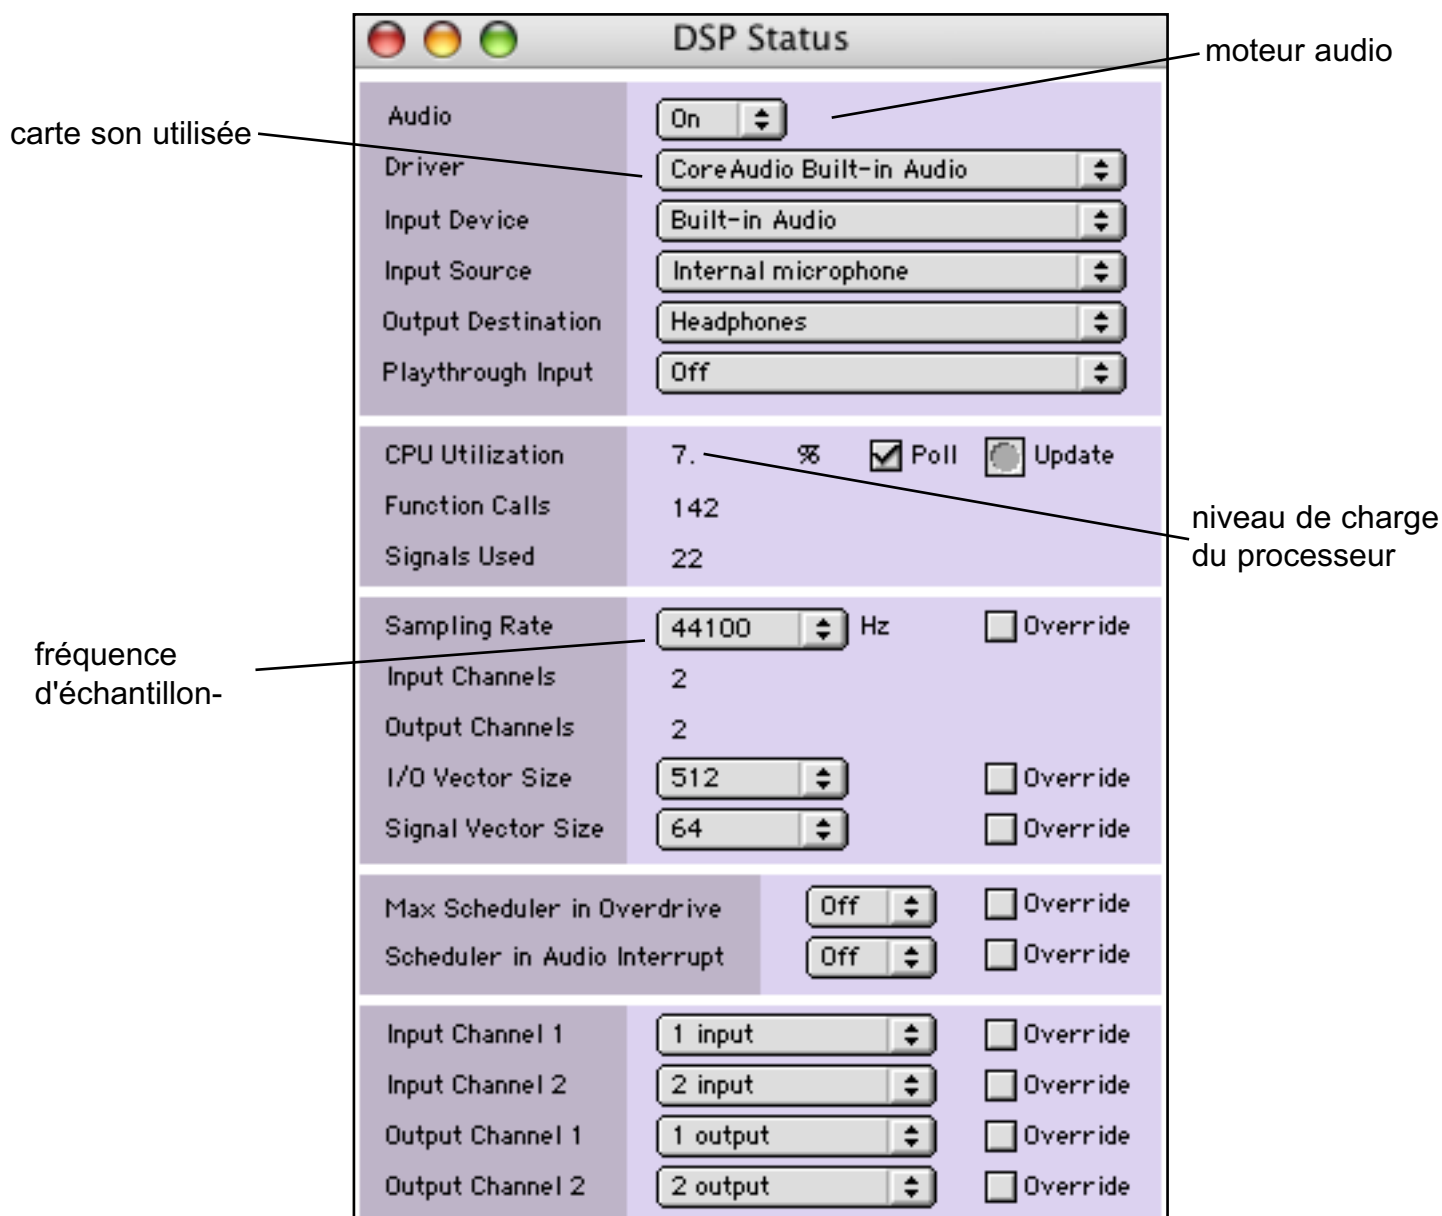 DSP Status
moteur audio
carte son utilisée
Audio On
Driver CoreAudio Built-in Audio
Input Device Built-in Audio
Input Source Internal microphone
Output Destination Headphones
Playthrough Input Off
CPU Utilization 7. % Poll Update
Function Calls 142
Signals Used 22
niveau de charge
du processeur
Sampling Rate 44100 Hz Override
fréquence
d'échantillon-
Input Channels 2
Output Channels 2
I/O Vector Size 512 Override
Signal Vector Size 64 Override
Max Scheduler in Overdrive Off Override
Scheduler in Audio Interrupt Off Override
Input Channel 1 1 input Override
Input Channel 2 2 input Override
Output Channel 1 1 output Override
Output Channel 2 2 output Override